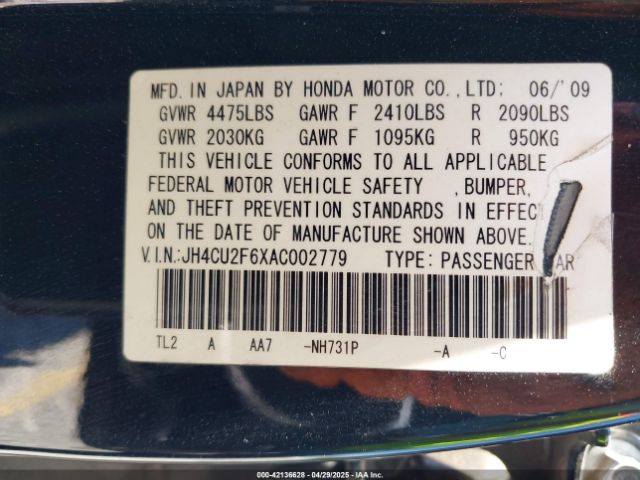 MFD. IN JAPAN BY HONDA MOTOR CO.,LTD: 06/'09
GVWR 4475LBS GAWR F 2410LBS R 2090LBS
GVWR 2030KG GAWR F 1095KG R 950KG
THIS VEHICLE CONFORMS TO ALL APPLICABLE
FEDERAL MOTOR VEHICLE SAFETY ,BUMPER,
AND THEFT PREVENTION STANDARDS IN EFFECT
ON THE DATE OF MANUFACTURE SHOWN ABOVE.
V.I.N:JH4CU2F6XAC002779 TYPE: PASSENGER AR
TL2 A AA7 -NH731P -A -C
000-42136628 04/29/2025 IAA Inc.